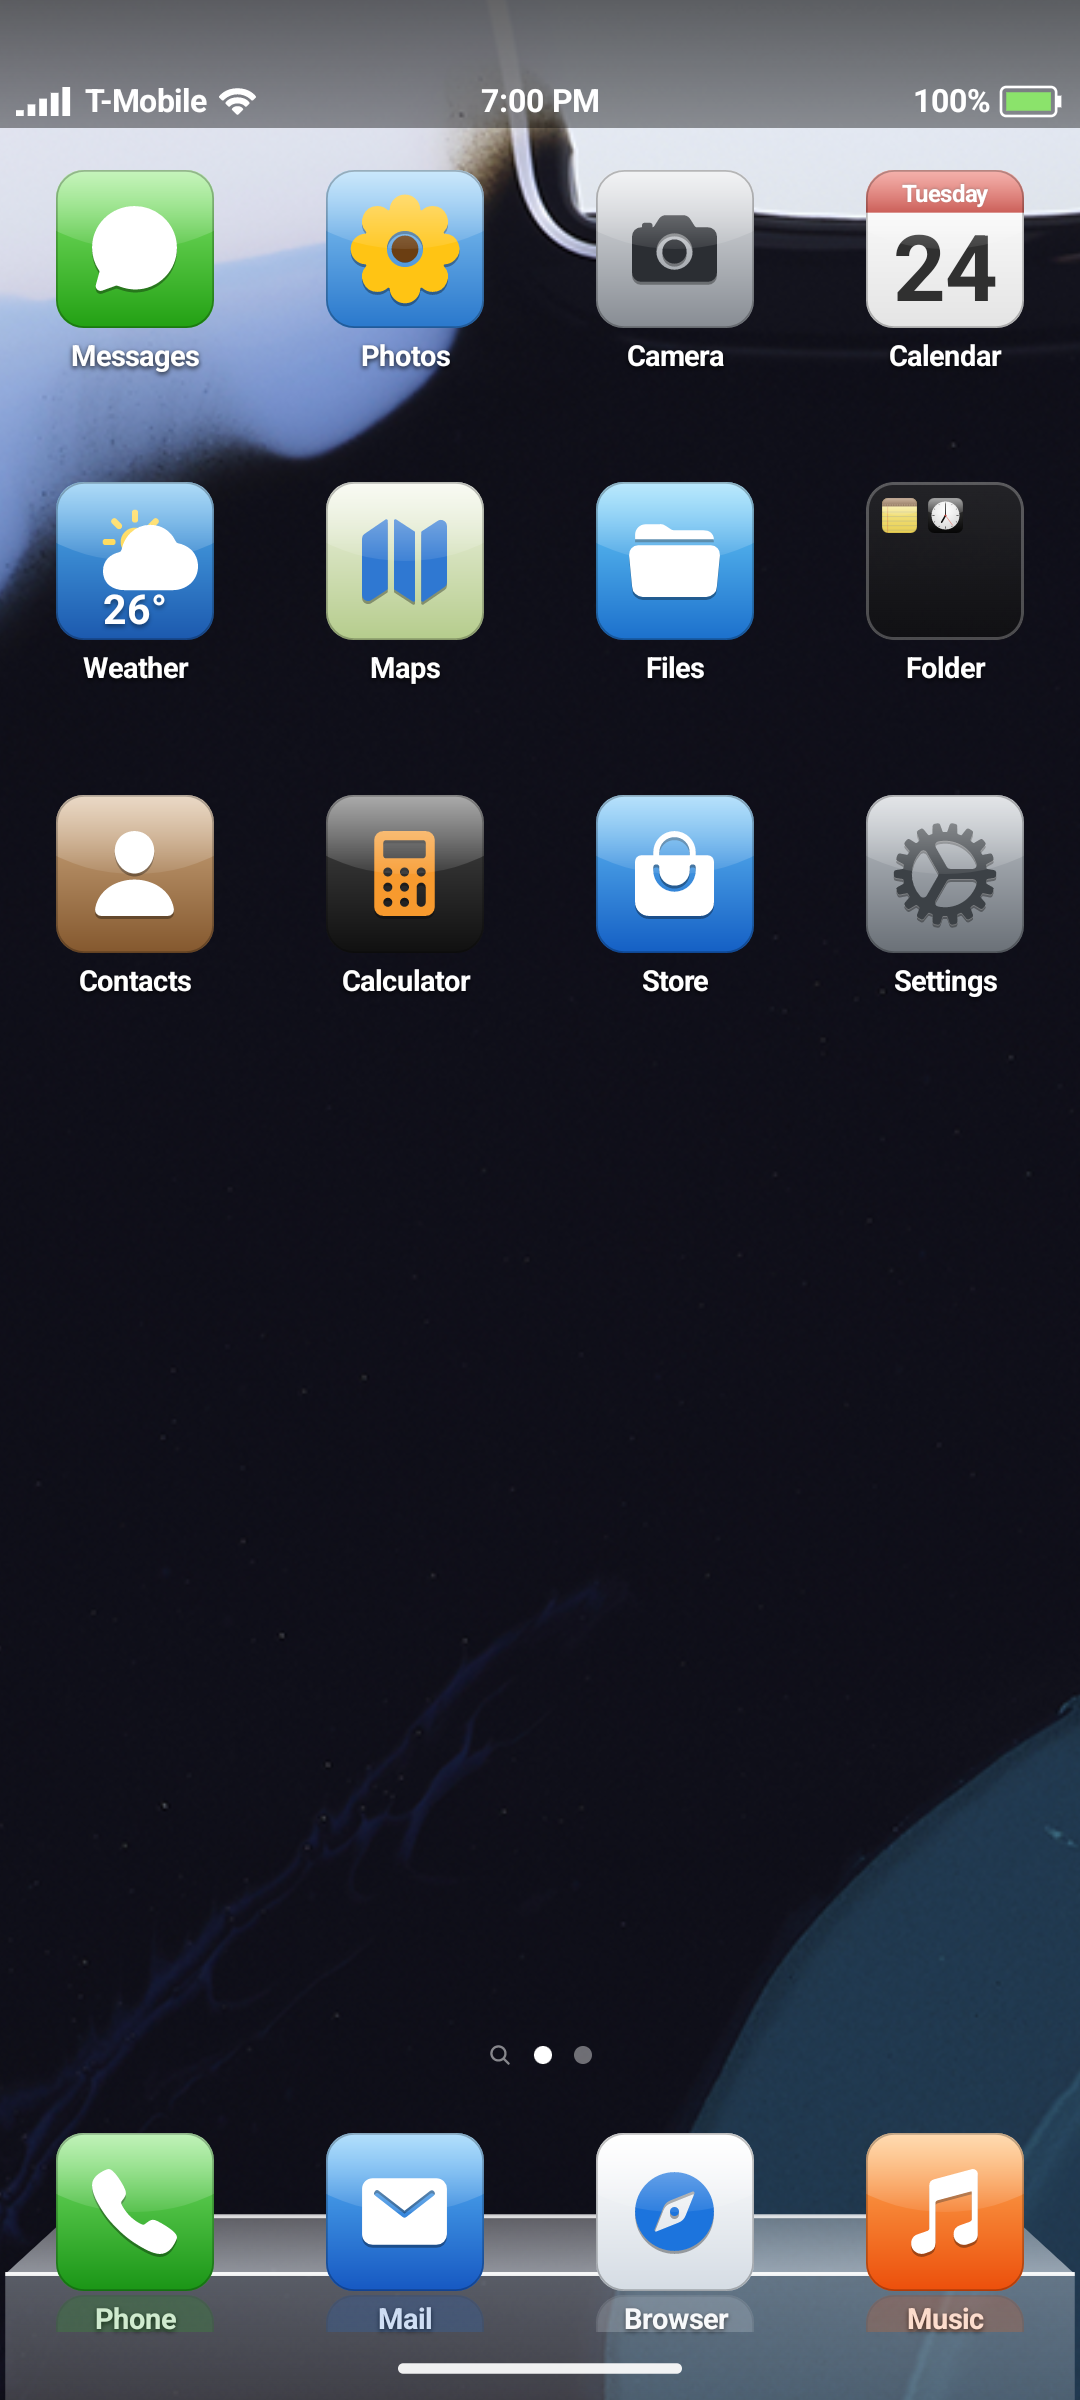 T-Mobile 7:00 PM 100%
Tuesday
24
Messages Photos Camera Calendar
26°
Weather Maps Files Folder
Contacts Calculator Store Settings
Phone Mail Browser Music